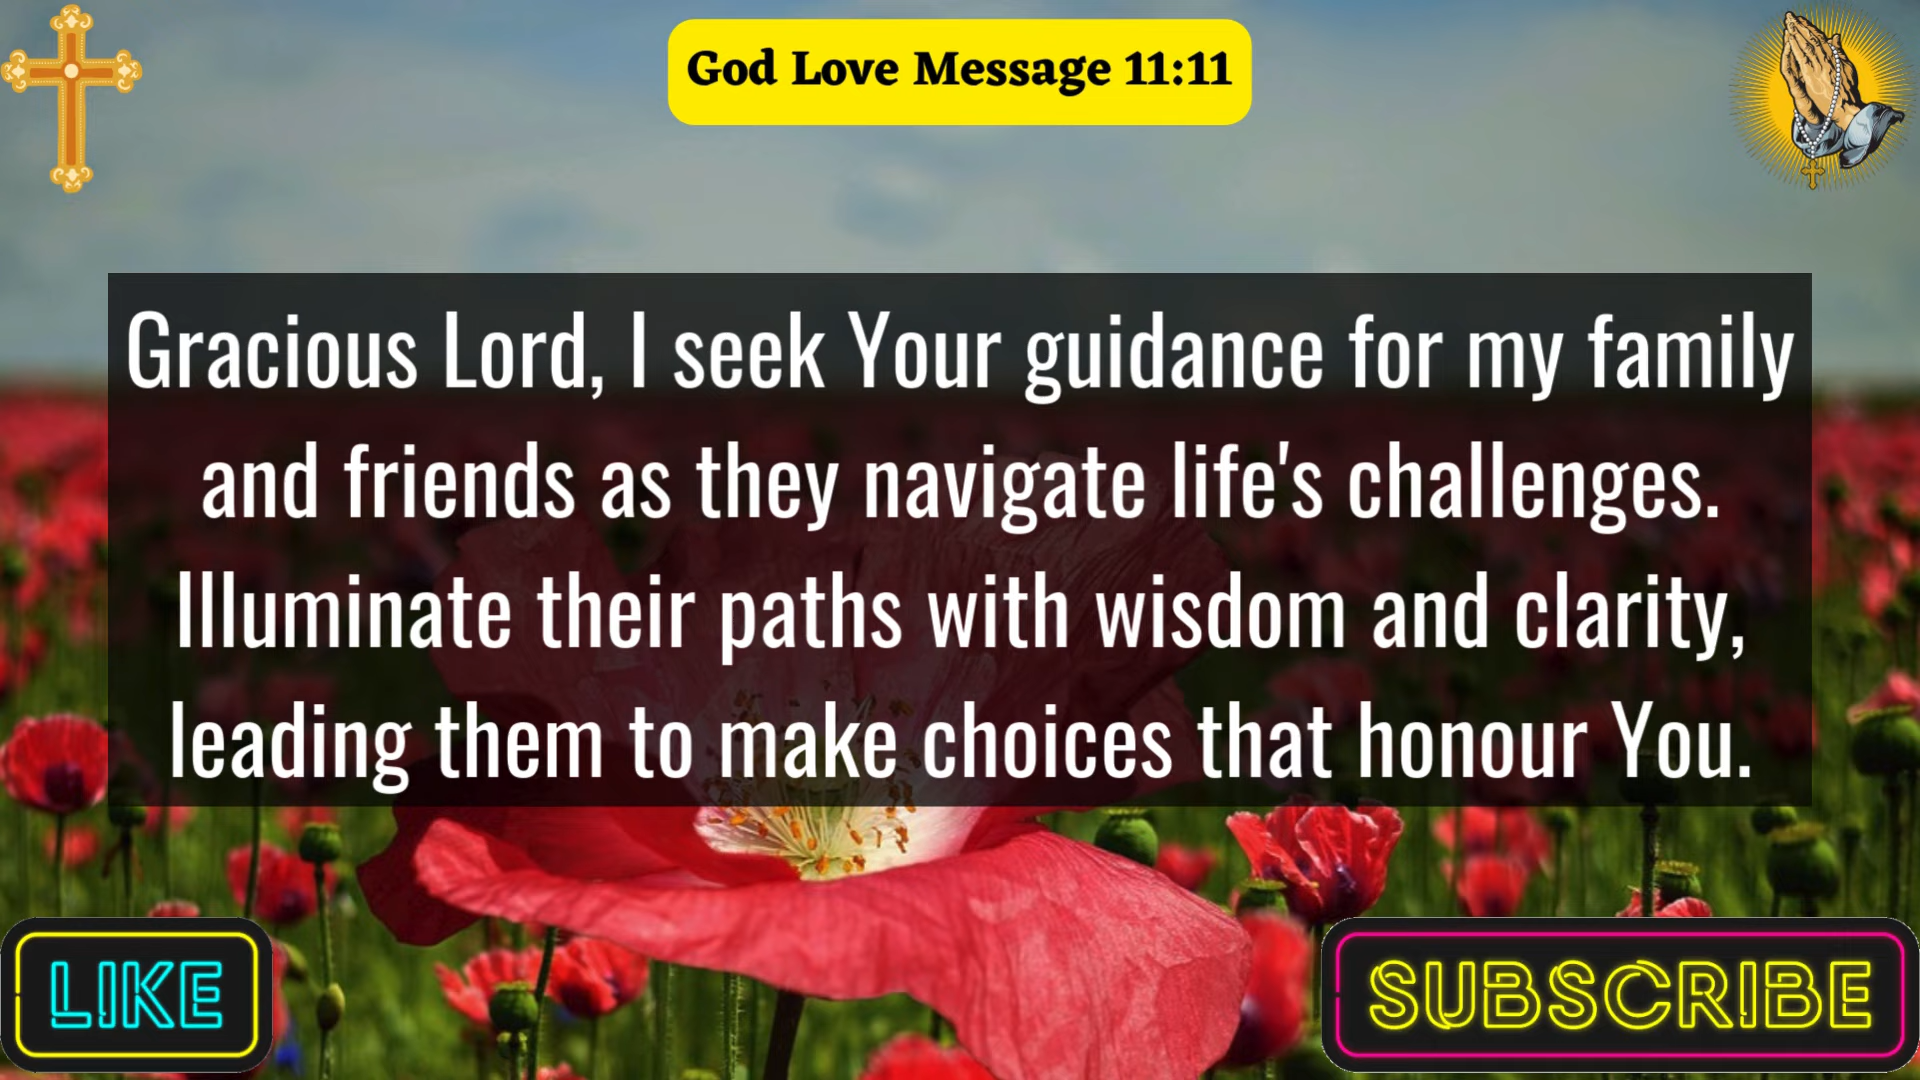 God Love Message 11:11
Gracious Lord, I seek Your guidance for my family
and friends as they navigate life's challenges.
Illuminate their paths with wisdom and clarity,
leading them to make choices that honour You.
LIKE
SUBSCRIBE